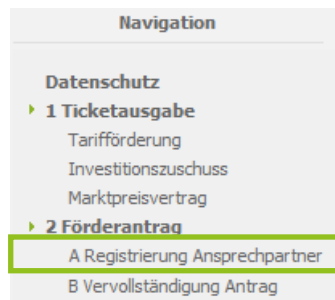 Navigation
Datenschutz
1 Ticketausgabe
Tarifförderung
Investitionszuschuss
Marktpreisvertrag
2 Förderantrag
A Registrierung Ansprechpartner
B Vervollständigung Antrag